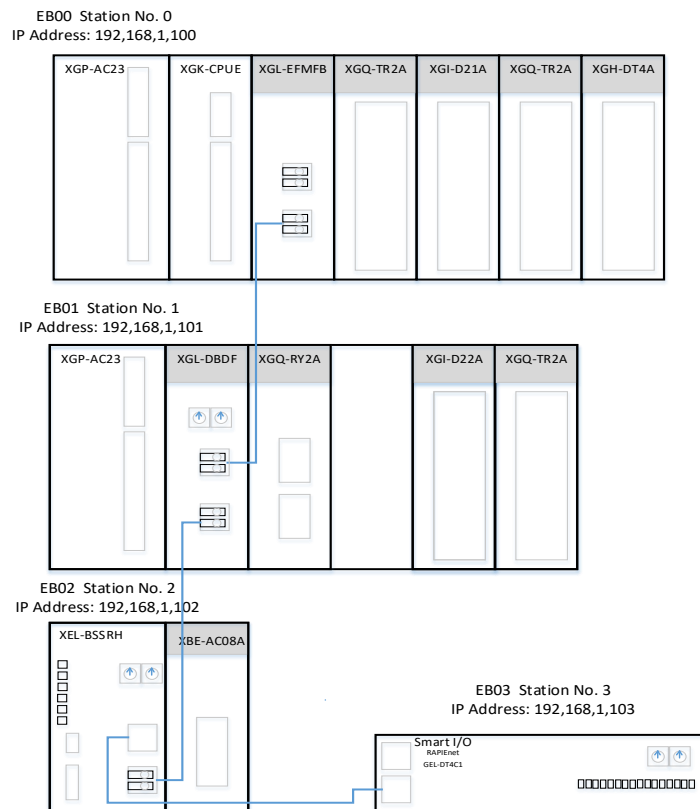 EB00 Station No. 0
IP Address: 192,168,1,100
XGP-AC23 XGK-CPUE XGL-EFMFB XGQ-TR2A XGI-D21A XGQ-TR2A XGH-DT4A
EB01 Station No. 1
IP Address: 192,168,1,101
XGP-AC23 XGL-DBDF XGQ-RY2A XGI-D22A XGQ-TR2A
EB02 Station No. 2
IP Address: 192,168,1,102
XEL-BSSRH XBE-AC08A
EB03 Station No. 3
IP Address: 192,168,1,103
Smart I/O
RAPIEnet
GEL-DT4C1